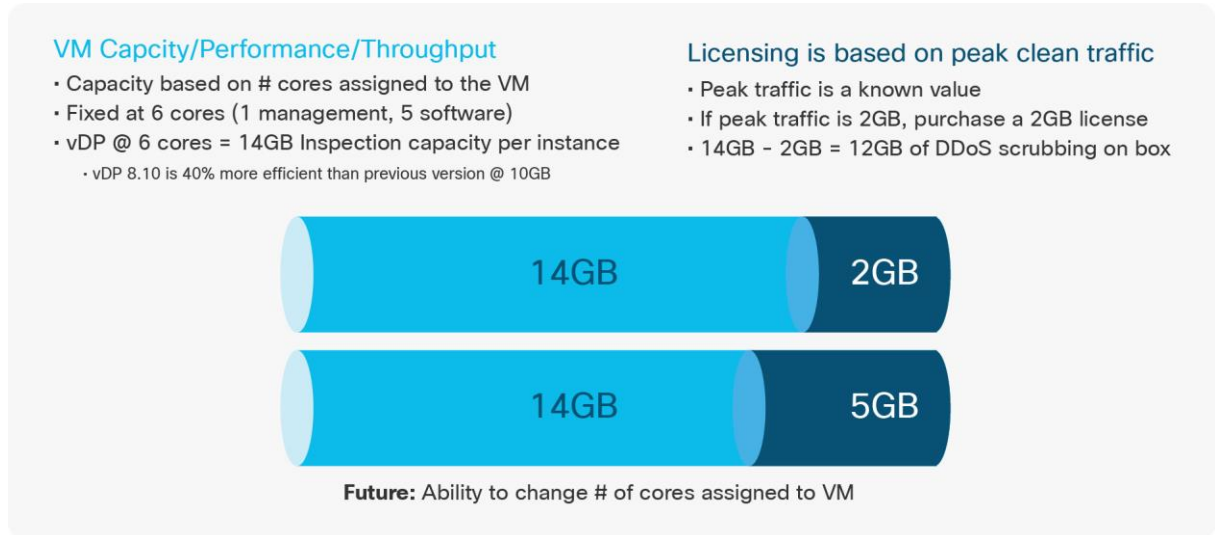 VM Capcity/Performance/Throughput
· Capacity based on # cores assigned to the VM
· Fixed at 6 cores (1 management, 5 software)
· vDP @ 6 cores = 14GB Inspection capacity per instance
· vDP 8.10 is 40% more efficient than previous version @ 10GB
Licensing is based on peak clean traffic
· Peak traffic is a known value
· If peak traffic is 2GB, purchase a 2GB license
· 14GB - 2GB = 12GB of DDoS scrubbing on box
14GB
2GB
14GB
5GB
Future: Ability to change # of cores assigned to VM